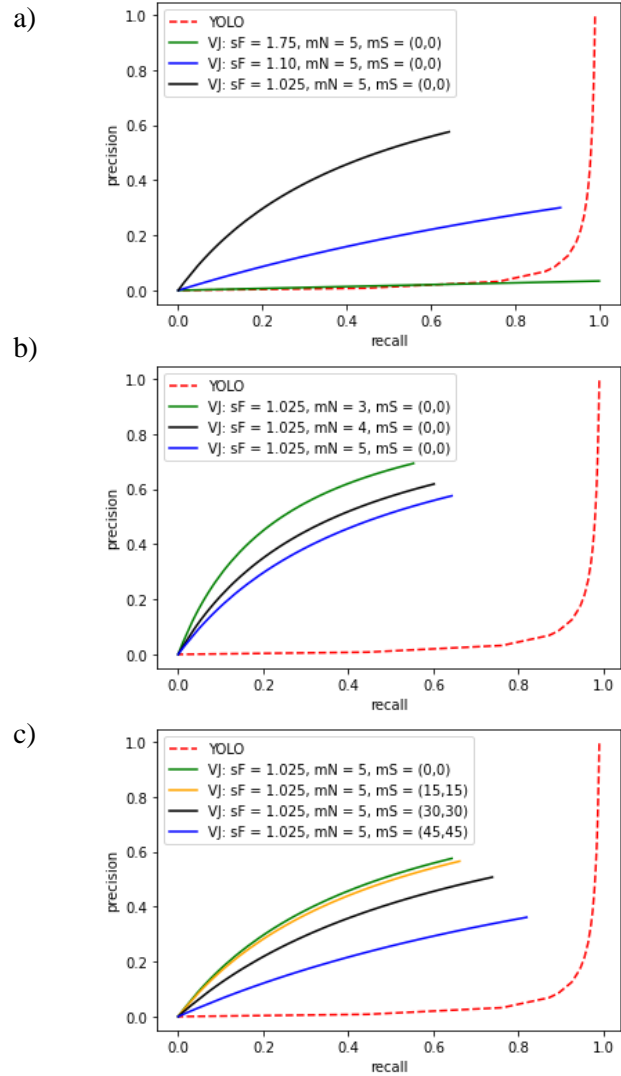 a)
YOLO
VJ: sF = 1.75, mN = 5, mS = (0,0)
VJ: sF = 1.10, mN = 5, mS = (0,0)
VJ: sF = 1.025, mN = 5, mS = (0,0)
1.0
0.8
0.6
0.4
0.2
0.0
precision
0.0 0.2 0.4 0.6 0.8 1.0
recall
b)
YOLO
VJ: sF = 1.025, mN = 3, mS = (0,0)
VJ: sF = 1.025, mN = 4, mS = (0,0)
VJ: sF = 1.025, mN = 5, mS = (0,0)
1.0
0.8
0.6
0.4
0.2
0.0
precision
0.0 0.2 0.4 0.6 0.8 1.0
recall
c)
YOLO
VJ: sF = 1.025, mN = 5, mS = (0,0)
VJ: sF = 1.025, mN = 5, mS = (15,15)
VJ: sF = 1.025, mN = 5, mS = (30,30)
VJ: sF = 1.025, mN = 5, mS = (45,45)
1.0
0.8
0.6
0.4
0.2
0.0
precision
0.0 0.2 0.4 0.6 0.8 1.0
recall